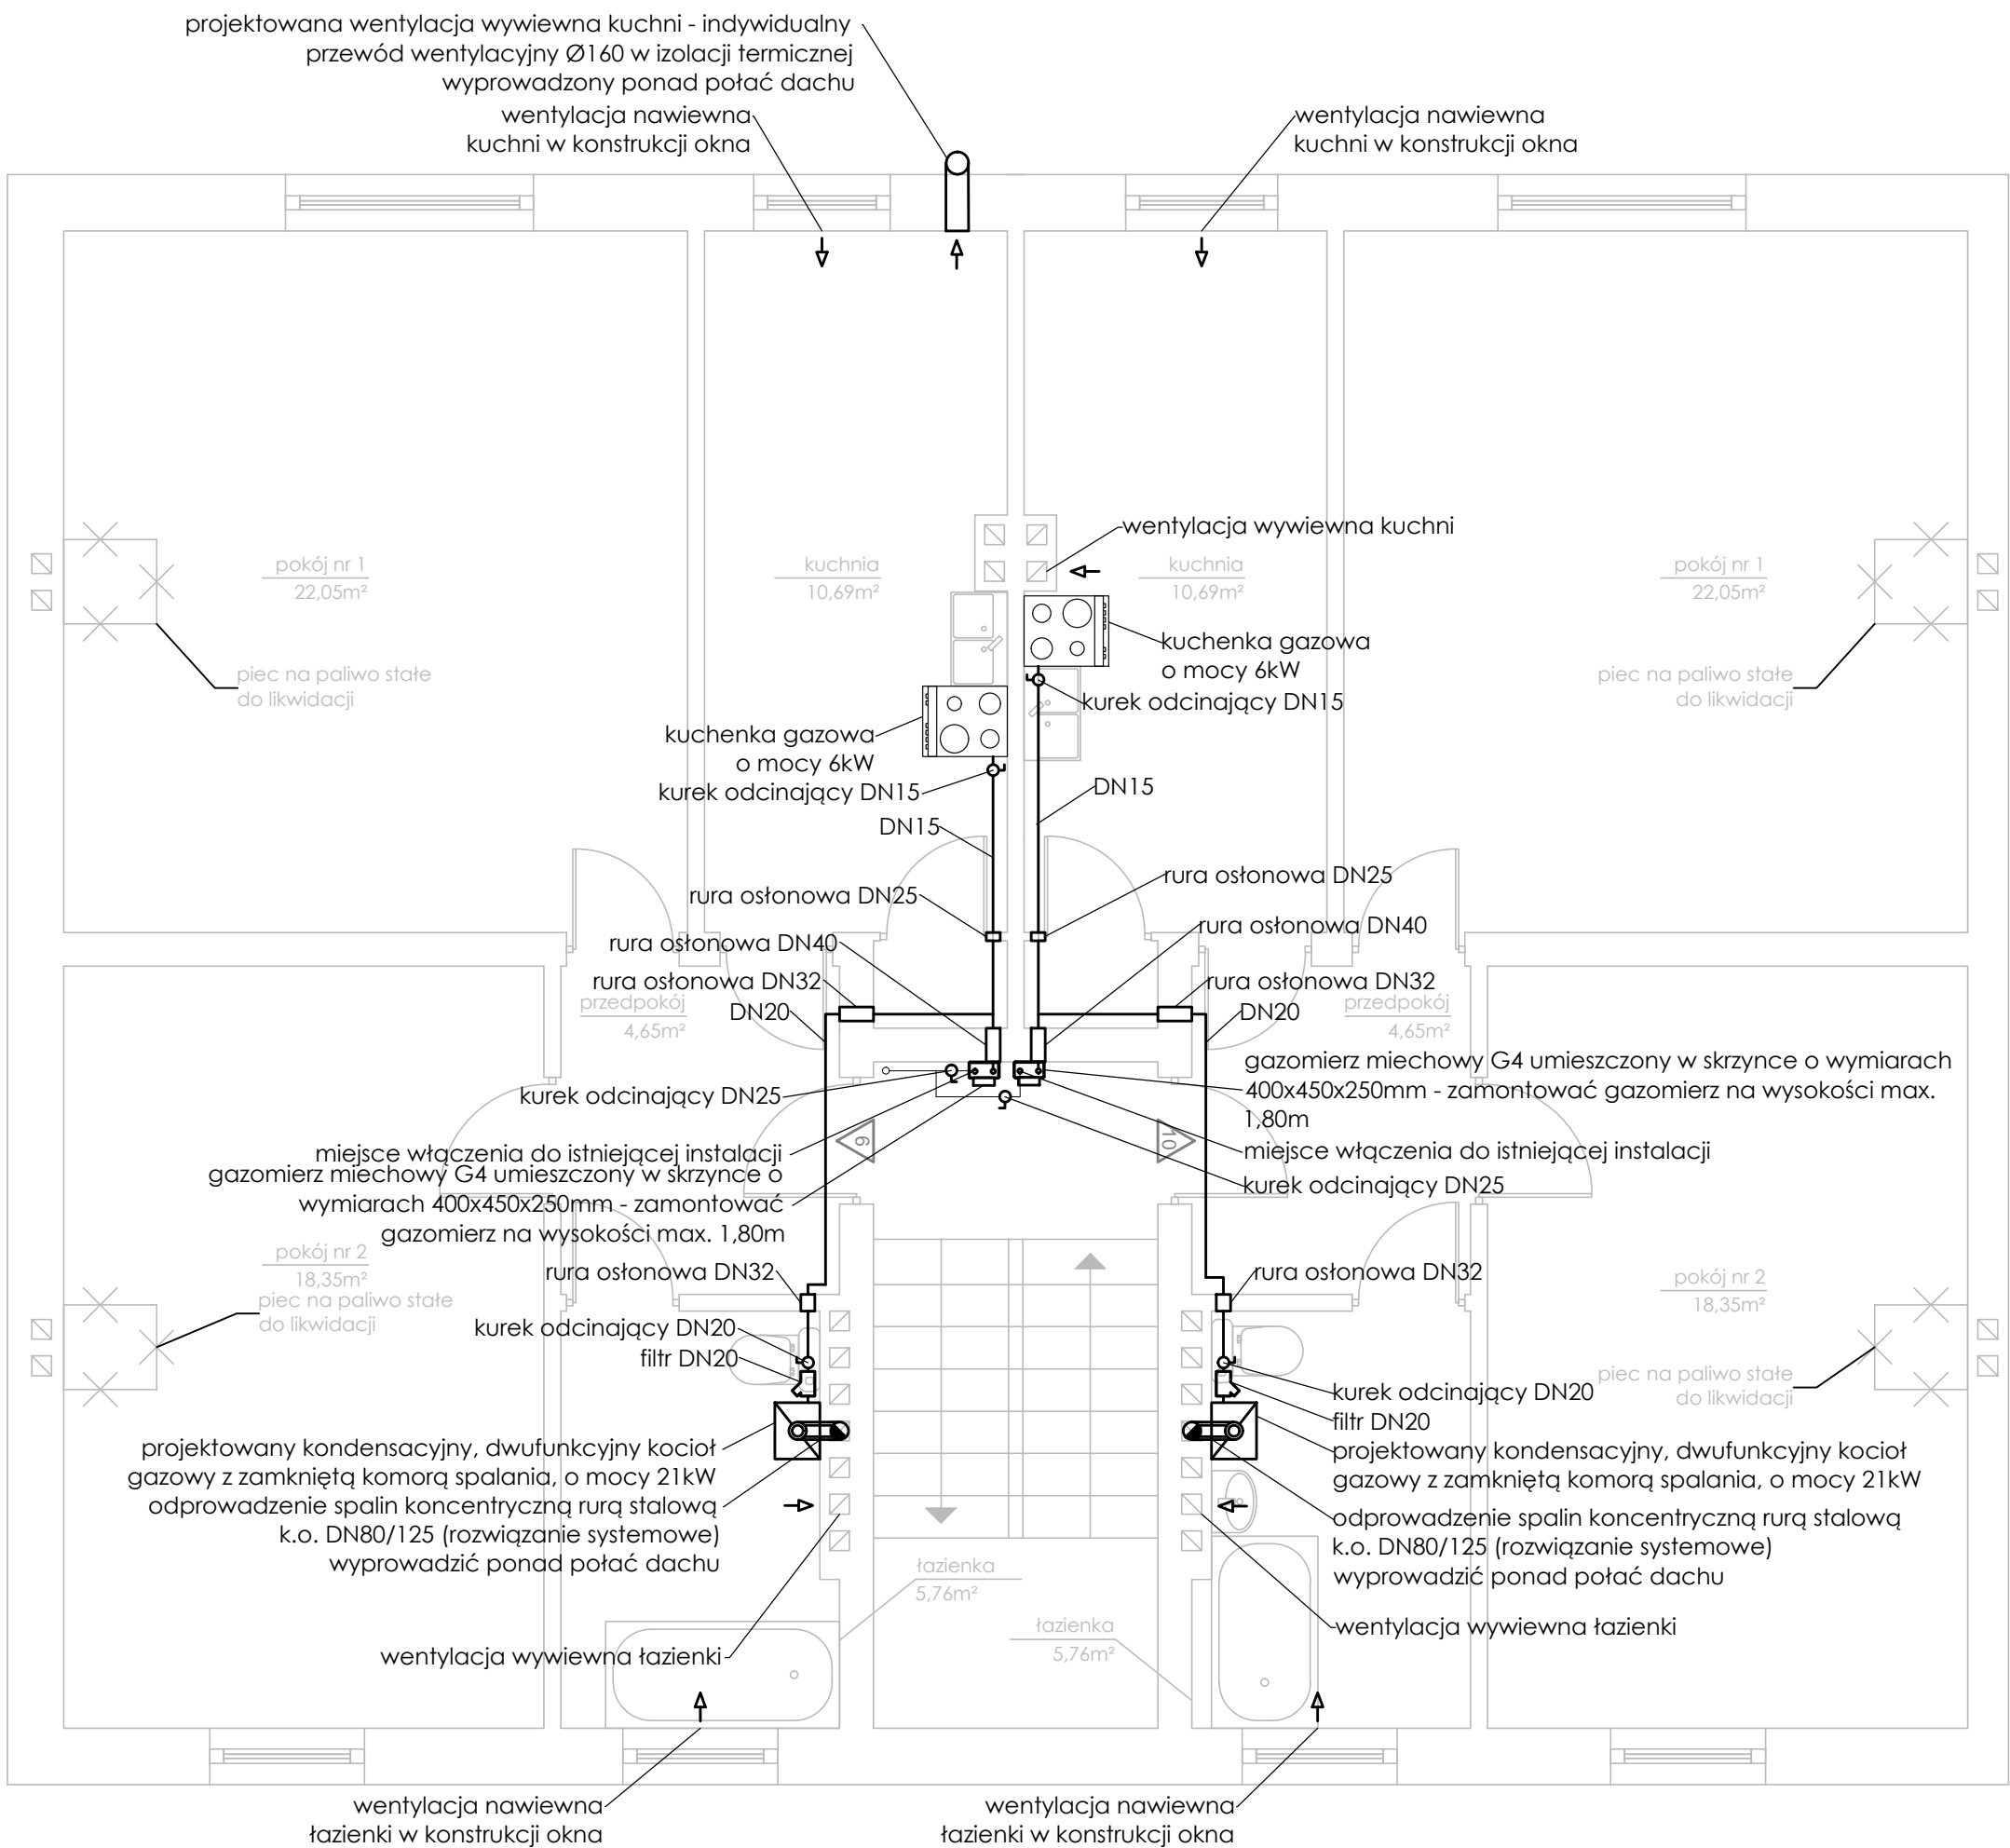 projektowana wentylacja wywiewna kuchni - indywidualny
przewód wentylacyjny Ø160 w izolacji termicznej
wyprowadzony ponad połać dachu
wentylacja nawiewna
kuchni w konstrukcji okna
wentylacja nawiewna
kuchni w konstrukcji okna
wentylacja wywiewna kuchni
pokój nr 1
22,05m²
kuchnia
10,69m²
kuchnia
10,69m²
pokój nr 1
22,05m²
piec na paliwo stałe
do likwidacji
kuchenka gazowa
o mocy 6kW
kurek odcinający DN15
piec na paliwo stałe
do likwidacji
kuchenka gazowa
o mocy 6kW
kurek odcinający DN15
DN15
DN15
rura osłonowa DN25
rura osłonowa DN25
rura osłonowa DN40
rura osłonowa DN40
rura osłonowa DN32
rura osłonowa DN32
przedpokój
4,65m²
DN20
DN20
przedpokój
4,65m²
kurek odcinający DN25
gazomierz miechowy G4 umieszczony w skrzynce o wymiarach
400x450x250mm - zamontować gazomierz na wysokości max.
1,80m
9
10
miejsce włączenia do istniejącej instalacji
gazomierz miechowy G4 umieszczony w skrzynce o
wymiarach 400x450x250mm - zamontować
gazomierz na wysokości max. 1,80m
miejsce włączenia do istniejącej instalacji
kurek odcinający DN25
pokój nr 2
18,35m²
piec na paliwo stałe
do likwidacji
rura osłonowa DN32
rura osłonowa DN32
pokój nr 2
18,35m²
kurek odcinający DN20
filtr DN20
piec na paliwo stałe
do likwidacji
kurek odcinający DN20
filtr DN20
projektowany kondensacyjny, dwufunkcyjny kocioł
gazowy z zamkniętą komorą spalania, o mocy 21kW
odprowadzenie spalin koncentryczną rurą stalową
k.o. DN80/125 (rozwiązanie systemowe)
wyprowadzić ponad połać dachu
projektowany kondensacyjny, dwufunkcyjny kocioł
gazowy z zamkniętą komorą spalania, o mocy 21kW
odprowadzenie spalin koncentryczną rurą stalową
k.o. DN80/125 (rozwiązanie systemowe)
wyprowadzić ponad połać dachu
łazienka
5,76m²
łazienka
5,76m²
wentylacja wywiewna łazienki
wentylacja wywiewna łazienki
wentylacja nawiewna
łazienki w konstrukcji okna
wentylacja nawiewna
łazienki w konstrukcji okna